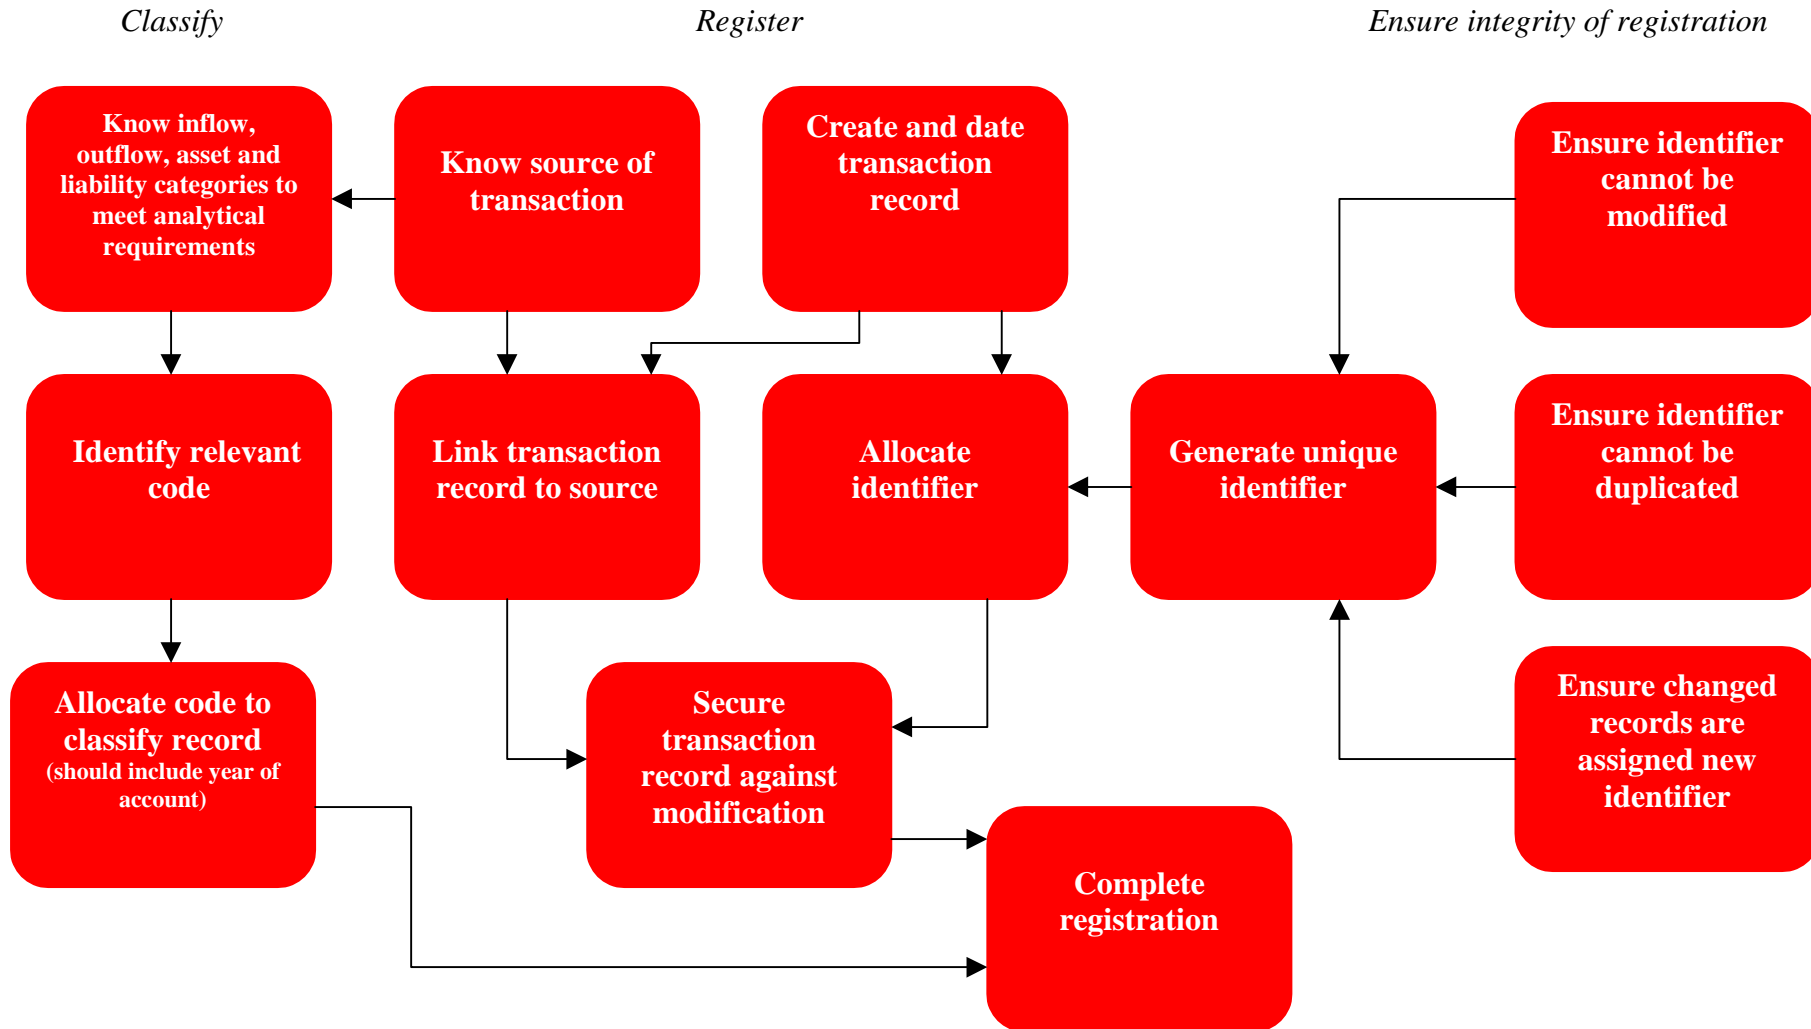 Classify
Register
Ensure integrity of registration
Know inflow,
outflow, asset and
liability categories to
meet analytical
requirements
Know source of
transaction
Create and date
transaction
record
Ensure identifier
cannot be
modified
Identify relevant
code
Link transaction
record to source
Allocate
identifier
Generate unique
identifier
Ensure identifier
cannot be
duplicated
Allocate code to
classify record
(should include year of
account)
Secure
transaction
record against
modification
Ensure changed
records are
assigned new
identifier
Complete
registration